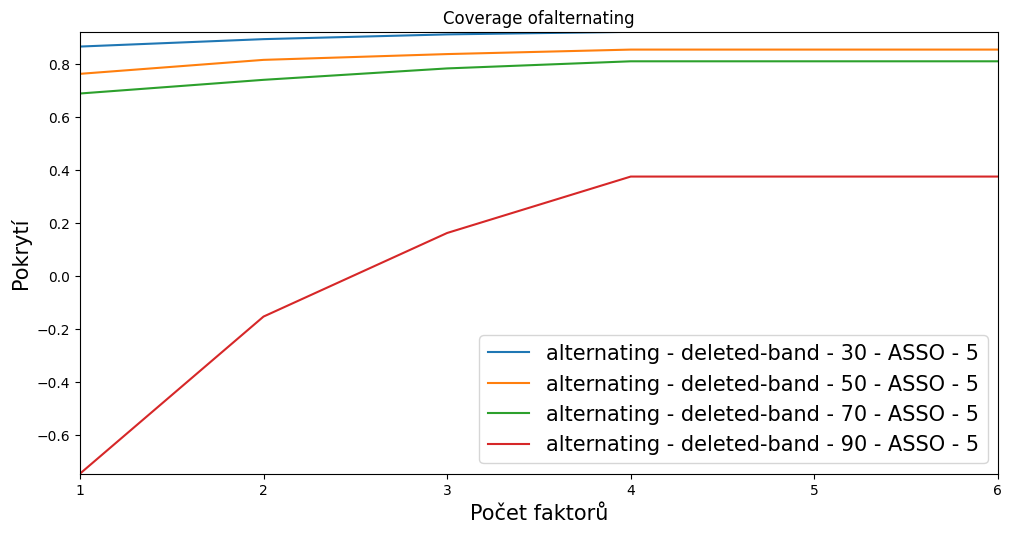 Coverage ofalternating
Pokrytí
0.8
0.6
0.4
0.2
0.0
−0.2
−0.4
−0.6
alternating - deleted-band - 30 - ASSO - 5
alternating - deleted-band - 50 - ASSO - 5
alternating - deleted-band - 70 - ASSO - 5
alternating - deleted-band - 90 - ASSO - 5
1 2 3 4 5 6
Počet faktorů